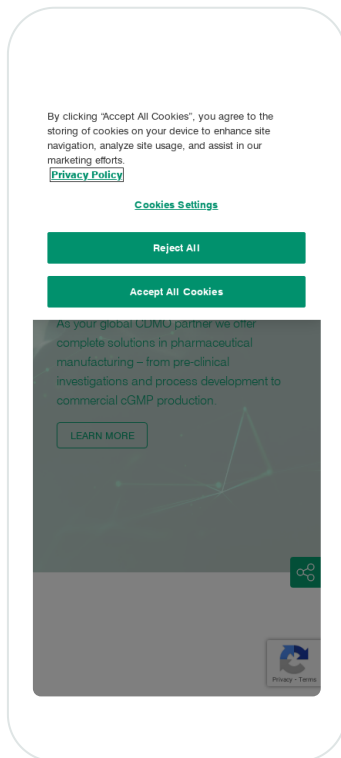 By clicking “Accept All Cookies”, you agree to the
storing of cookies on your device to enhance site
navigation, analyze site usage, and assist in our
marketing efforts.
Privacy Policy
Cookies Settings
Reject All
Accept All Cookies
As your global CDMO partner we offer
complete solutions in pharmaceutical
manufacturing – from pre-clinical
investigations and process development to
commercial cGMP production.
LEARN MORE
Privacy - Terms